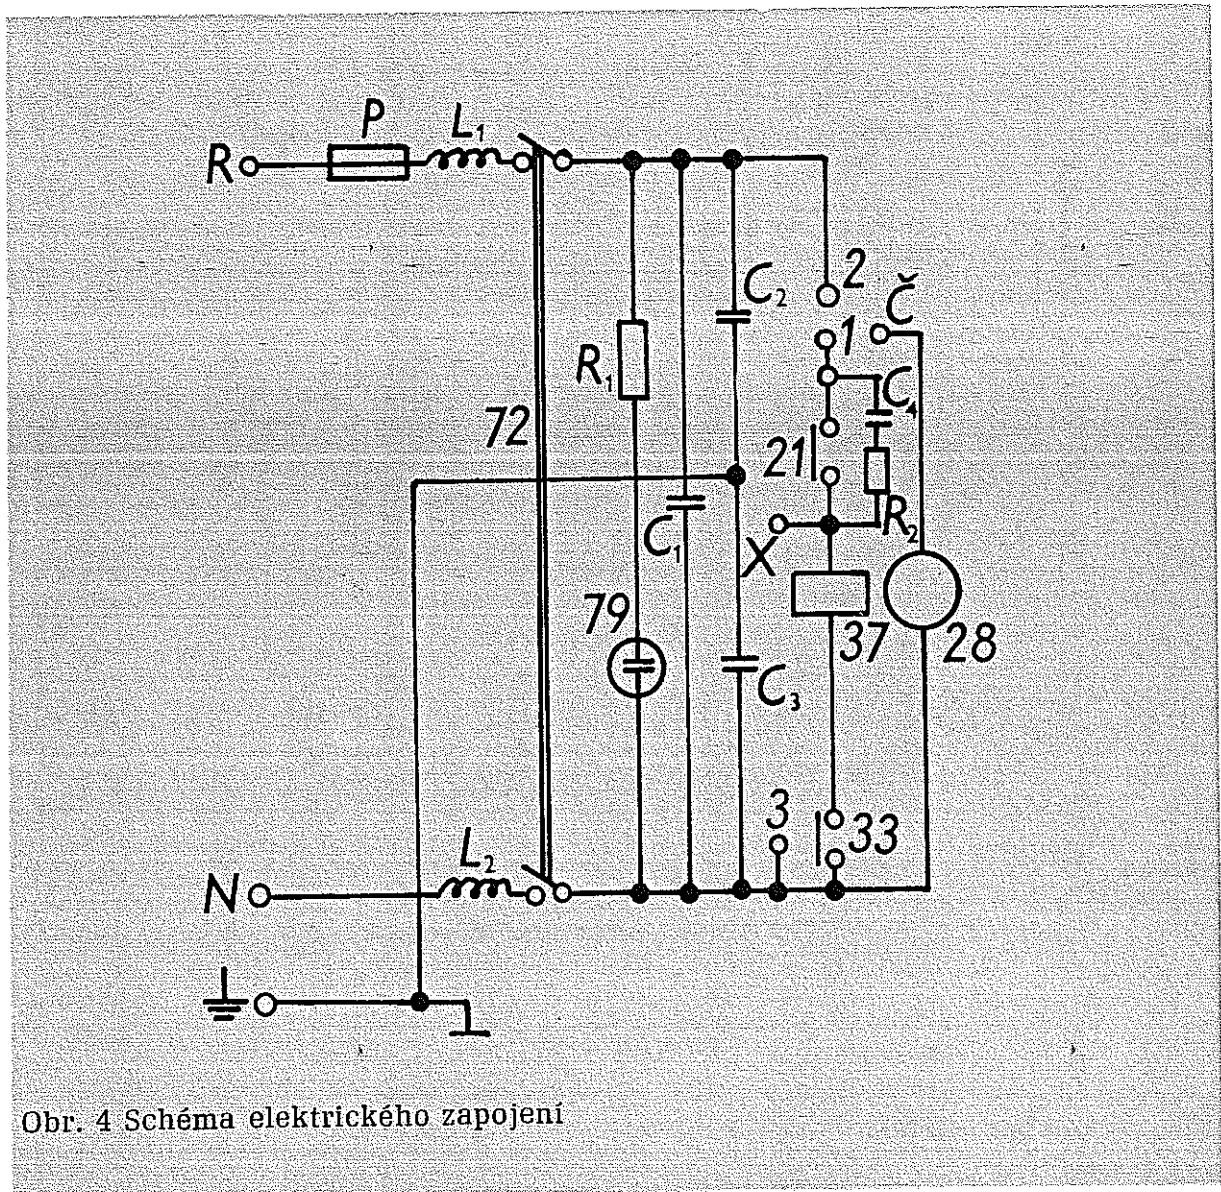 P
L₁
R
2
Č
C₂
1
R₁
C₄
72
21
R₂
C₁
X
79
37
28
C₃
3
33
L₂
N
Obr. 4 Schéma elektrického zapojení